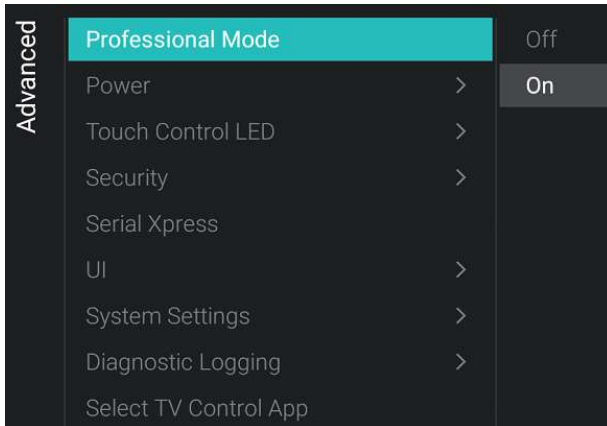 Advanced
Professional Mode
Off
Power
On
Touch Control LED
Security
Serial Xpress
UI
System Settings
Diagnostic Logging
Select TV Control App